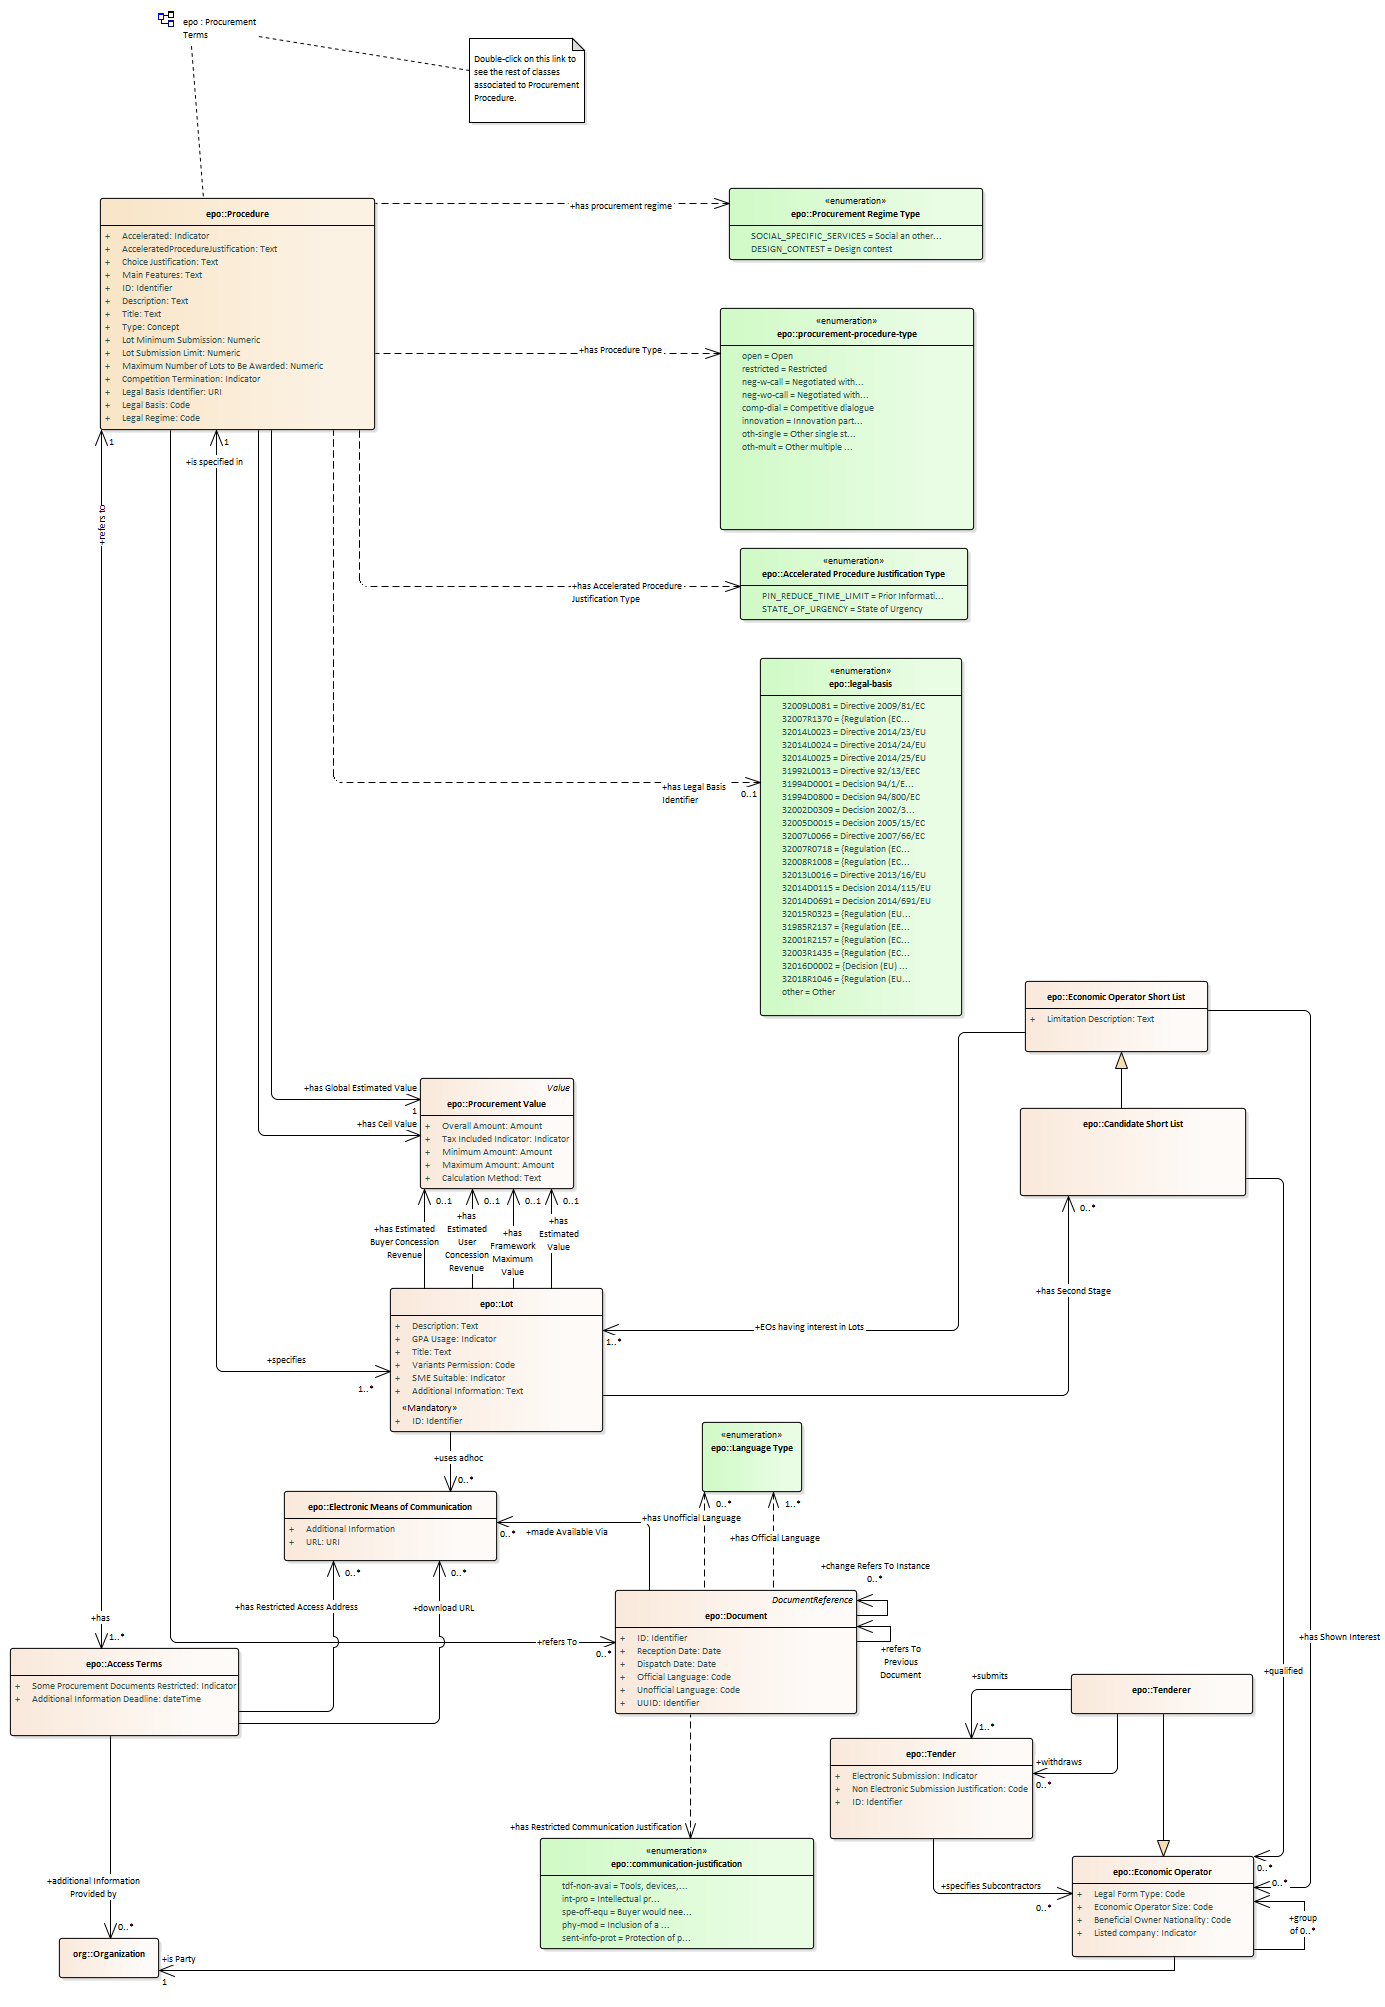 epo : Procurement
Terms
Double-click on this link to
see the rest of classes
associated to Procurement
Procedure.
epo::Procedure
+ Accelerated: Indicator
+ AcceleratedProcedureJustification: Text
+ Choice Justification: Text
+ Main Features: Text
+ ID: Identifier
+ Description: Text
+ Title: Text
+ Type: Concept
+ Lot Minimum Submission: Numeric
+ Lot Submission Limit: Numeric
+ Maximum Number of Lots to Be Awarded: Numeric
+ Competition Termination: Indicator
+ Legal Basis Identifier: URI
+ Legal Basis: Code
+ Legal Regime: Code
+has procurement regime
«enumeration»
epo::Procurement Regime Type
SOCIAL_SPECIFIC_SERVICES = Social an other...
DESIGN_CONTEST = Design contest
+has Procedure Type
«enumeration»
epo::procurement-procedure-type
open = Open
restricted = Restricted
neg-w-call = Negotiated with...
neg-wo-call = Negotiated with...
comp-dial = Competitive dialogue
innovation = Innovation part...
oth-single = Other single st...
oth-mult = Other multiple ...
1
1
+is specified in
+refers to
+has Accelerated Procedure
Justification Type
«enumeration»
epo::Accelerated Procedure Justification Type
PIN_REDUCE_TIME_LIMIT = Prior Informati...
STATE_OF_URGENCY = State of Urgency
+has Legal Basis
Identifier
0..1
«enumeration»
epo::legal-basis
32009L0081 = Directive 2009/81/EC
32007R1370 = {Regulation (EC...
32014L0023 = Directive 2014/23/EU
32014L0024 = Directive 2014/24/EU
32014L0025 = Directive 2014/25/EU
31992L0013 = Directive 92/13/EEC
31994D0001 = Decision 94/1/E...
31994D0800 = Decision 94/800/EC
32002D0309 = Decision 2002/3...
32005D0015 = Decision 2005/15/EC
32007L0066 = Directive 2007/66/EC
32007R0718 = {Regulation (EC...
32008R1008 = {Regulation (EC...
32013L0016 = Directive 2013/16/EU
32014D0115 = Decision 2014/115/EU
32014D0691 = Decision 2014/691/EU
32015R0323 = {Regulation (EU...
31985R2137 = {Regulation (EE...
32001R2157 = {Regulation (EC...
32003R1435 = {Regulation (EC...
32016D0002 = {Decision (EU) ...
32018R1046 = {Regulation (EU...
other = Other
epo::Economic Operator Short List
+ Limitation Description: Text
epo::Candidate Short List
0..*
+has Second Stage
+has Global Estimated Value
1
+has Ceil Value
Value
epo::Procurement Value
+ Overall Amount: Amount
+ Tax Included Indicator: Indicator
+ Minimum Amount: Amount
+ Maximum Amount: Amount
+ Calculation Method: Text
0..1
0..1
0..1
0..1
+has Estimated
Buyer Concession
Revenue
+has
Estimated
User
Concession
Revenue
+has
Framework
Maximum
Value
+has
Estimated
Value
epo::Lot
+ Description: Text
+ GPA Usage: Indicator
+ Title: Text
+ Variants Permission: Code
+ SME Suitable: Indicator
+ Additional Information: Text
«Mandatory»
+ ID: Identifier
+EOs having interest in Lots
1..*
+specifies
1..*
+uses adhoc
0..*
epo::Electronic Means of Communication
+ Additional Information
+ URL: URI
0..*
+made Available Via
«enumeration»
epo::Language Type
0..*
1..*
+has Unofficial Language
+has Official Language
+change Refers To Instance
0..*
0..*
0..*
+has Restricted Access Address
+download URL
DocumentReference
epo::Document
+ ID: Identifier
+ Reception Date: Date
+ Dispatch Date: Date
+ Official Language: Code
+ Unofficial Language: Code
+ UUID: Identifier
+refers To
0..*
+refers To
Previous
Document
+has
1..*
epo::Access Terms
+ Some Procurement Documents Restricted: Indicator
+ Additional Information Deadline: dateTime
+has Shown Interest
+qualified
+submits
1..*
epo::Tenderer
epo::Tender
+ Electronic Submission: Indicator
+ Non Electronic Submission Justification: Code
+ ID: Identifier
+withdraws
0..*
+has Restricted Communication Justification
«enumeration»
epo::communication-justification
tdf-non-avai = Tools, devices,...
int-pro = Intellectual pr...
spe-off-equ = Buyer would nee...
phy-mod = Inclusion of a ...
sent-info-prot = Protection of p...
+specifies Subcontractors
0..*
epo::Economic Operator
+ Legal Form Type: Code
+ Economic Operator Size: Code
+ Beneficial Owner Nationality: Code
+ Listed company: Indicator
0..*
0..*
+group
of 0..*
+additional Information
Provided by
0..*
org::Organization
+is Party
1